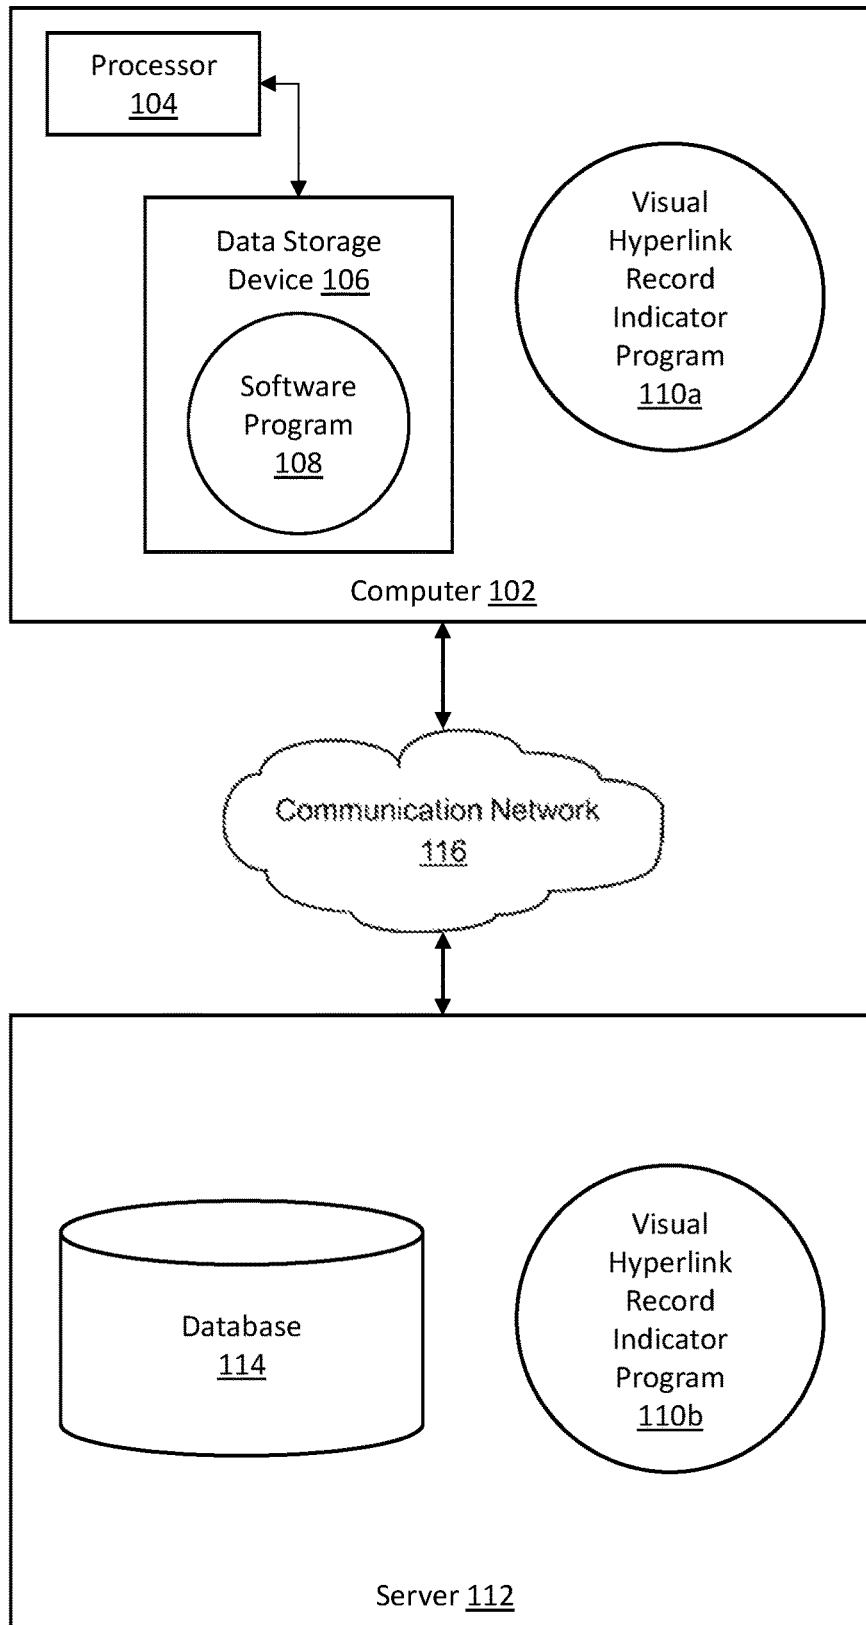 Processor
104
Data Storage
Device 106
Software
Program
108
Visual
Hyperlink
Record
Indicator
Program
110a
Computer 102
Communication Network
116
Database
114
Visual
Hyperlink
Record
Indicator
Program
110b
Server 112